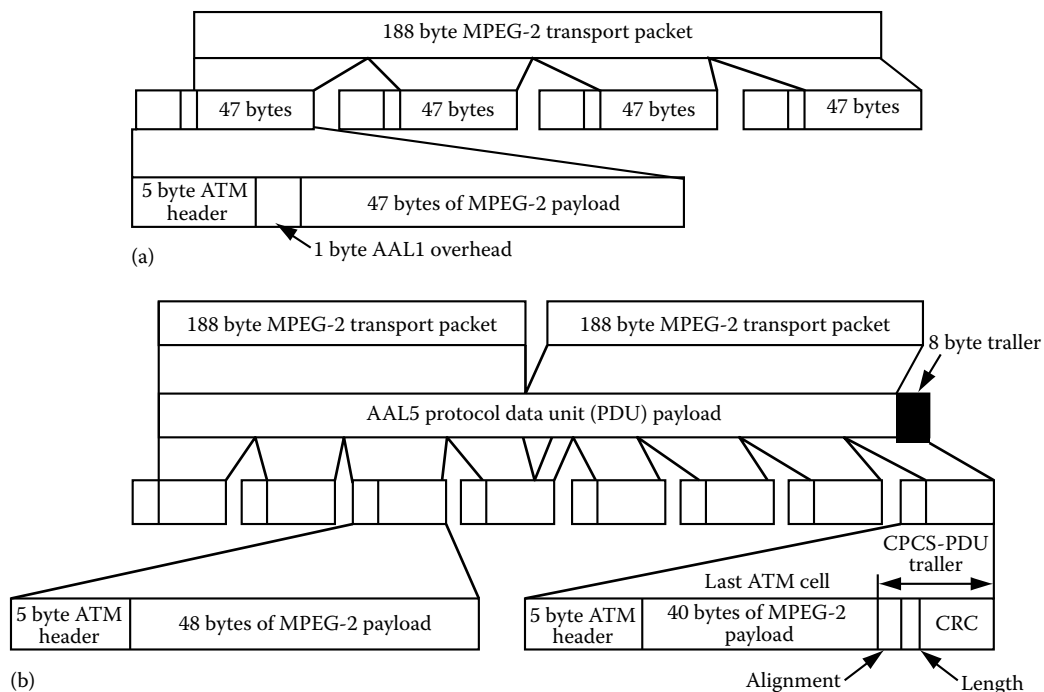 188 byte MPEG-2 transport packet
47 bytes
47 bytes
47 bytes
47 bytes
5 byte ATM
header
47 bytes of MPEG-2 payload
1 byte AAL1 overhead
(a)
188 byte MPEG-2 transport packet
188 byte MPEG-2 transport packet
8 byte traller
AAL5 protocol data unit (PDU) payload
CPCS-PDU
traller
Last ATM cell
5 byte ATM
header
48 bytes of MPEG-2 payload
5 byte ATM
header
40 bytes of MPEG-2
payload
CRC
(b)
Alignment
Length